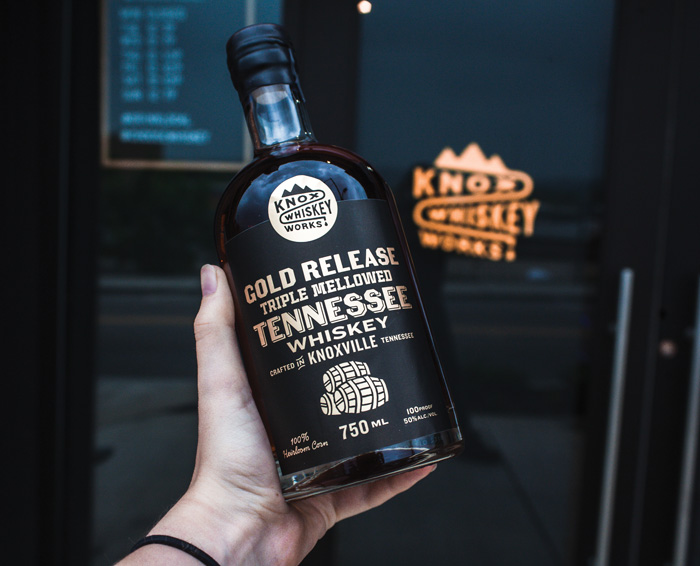 KNOX
WHISKEY
WORKS
GOLD RELEASE
TRIPLE MELLOWED
TENNESSEE
WHISKEY
CRAFTED IN KNOXVILLE TENNESSEE
750 ML
100% Heirloom Corn
100 PROOF
50% ALC./VOL
KNOX
WHISKEY
WORKS